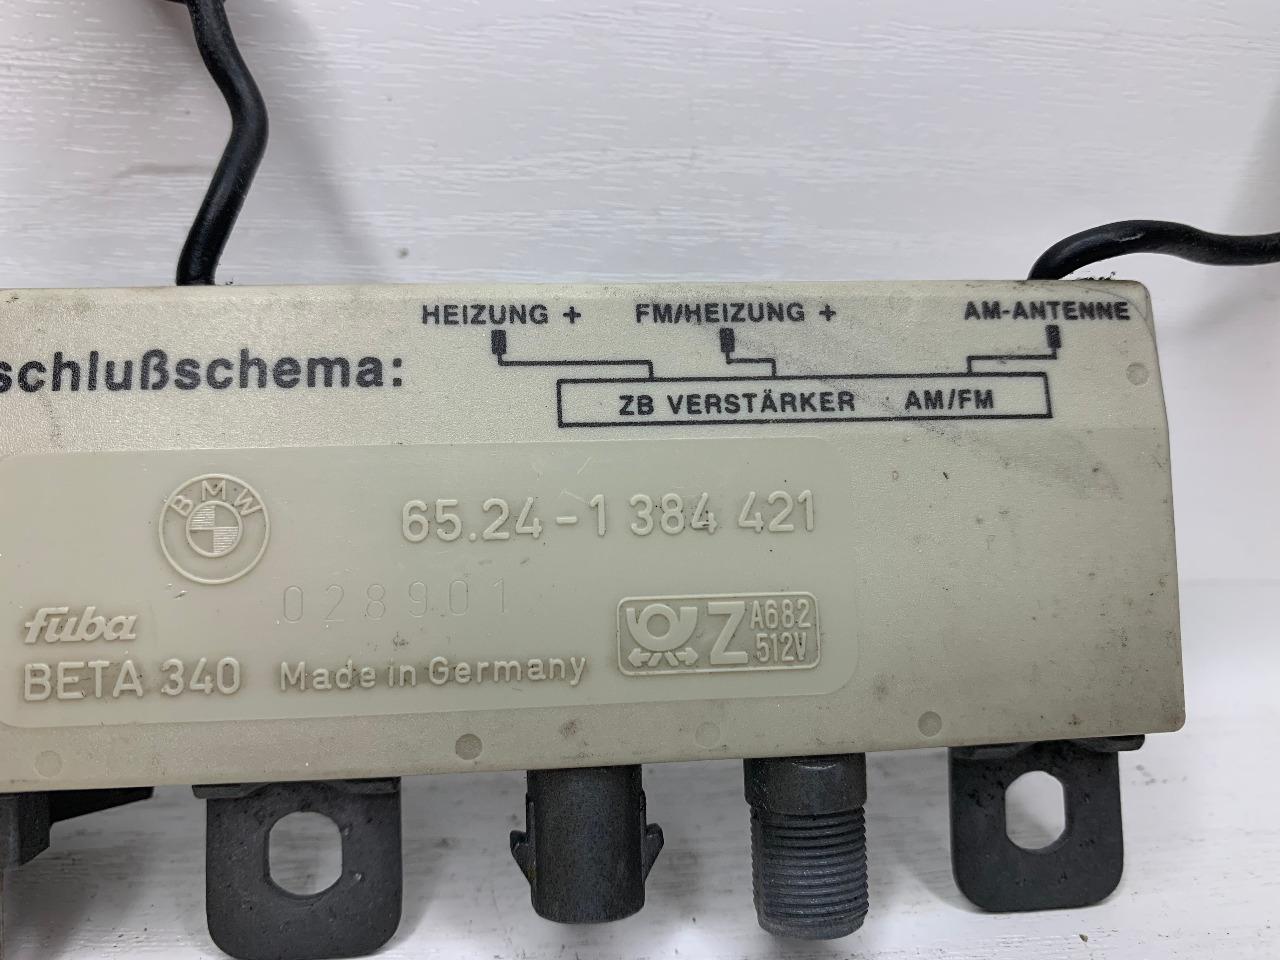 HEIZUNG + FM/HEIZUNG + AM-ANTENNE
schlußschema:
ZB VERSTÄRKER AM/FM
BMW
65.24-1 384 421
028901
fuba
Z A682
512V
BETA 340 Made in Germany